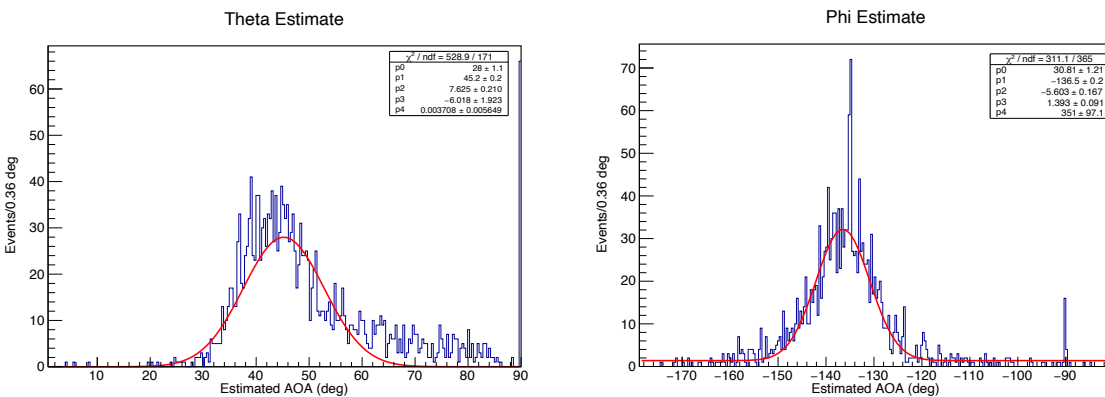 Theta Estimate
χ² / ndf = 528.9 / 171
p0 28 ± 1.1
p1 45.2 ± 0.2
p2 7.625 ± 0.210
p3 −6.018 ± 1.923
p4 0.003708 ± 0.005649
Events/0.36 deg
60
50
40
30
20
10
0
10 20 30 40 50 60 70 80 90
Estimated AOA (deg)
Phi Estimate
χ² / ndf = 311.1 / 365
p0 30.81 ± 1.21
p1 −136.5 ± 0.2
p2 −5.603 ± 0.167
p3 1.393 ± 0.091
p4 351 ± 97.1
Events/0.36 deg
70
60
50
40
30
20
10
0
−170 −160 −150 −140 −130 −120 −110 −100 −90
Estimated AOA (deg)